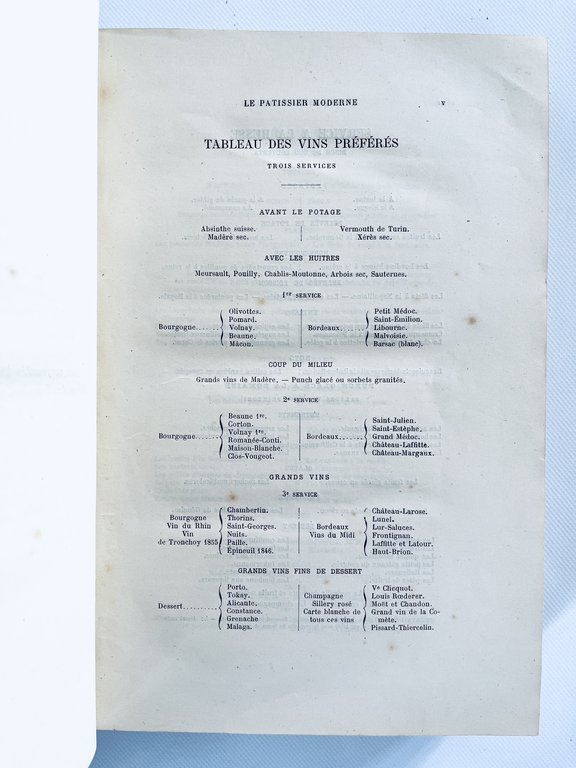 LE PATISSIER MODERNE V
TABLEAU DES VINS PRÉFÉRÉS
TROIS SERVICES
AVANT LE POTAGE
Absinthe suisse. Vermouth de Turin.
Madère sec. Xérès sec.
AVEC LES HUITRES
Meursault, Pouilly, Chablis-Moutonne, Arbois sec, Sauternes.
1er SERVICE
Bourgogne......
Olivottes.
Pomard.
Volnay.
Beaune.
Mâcon.
Bordeaux......
Petit Médoc.
Saint-Émilion.
Libourne.
Malvoisie.
Barsac (blanc).
COUP DU MILIEU
Grands vins de Madère, — Punch glacé ou sorbets granités.
2e SERVICE
Bourgogne......
Beaune 1re.
Corton.
Volnay 1re.
Romanée-Conti.
Maison-Blanche.
Clos-Vougeot.
Bordeaux......
Saint-Julien.
Saint-Estèphe.
Grand Médoc.
Château-Laffitte.
Château-Margaux.
GRANDS VINS
3e SERVICE
Bourgogne
Vin du Rhin
Vin
de Tronchoy 1855
Chambertin.
Thorins.
Saint-Georges.
Nuits.
Paille.
Épineuil 1846.
Bordeaux
Vins du Midi
Château-Larose.
Lunel.
Lur-Saluces.
Frontignan.
Laffitte et Latour.
Haut-Brion.
GRANDS VINS FINS DE DESSERT
Dessert..........
Porto.
Tokay.
Alicante.
Constance.
Grenache
Malaga.
Champagne
Sillery rosé
Carte blanche de
tous ces vins
Ve Clicquot.
Louis Rœderer.
Moët et Chandon.
Grand vin de la Co-
mète.
Pissard-Thiercelin.